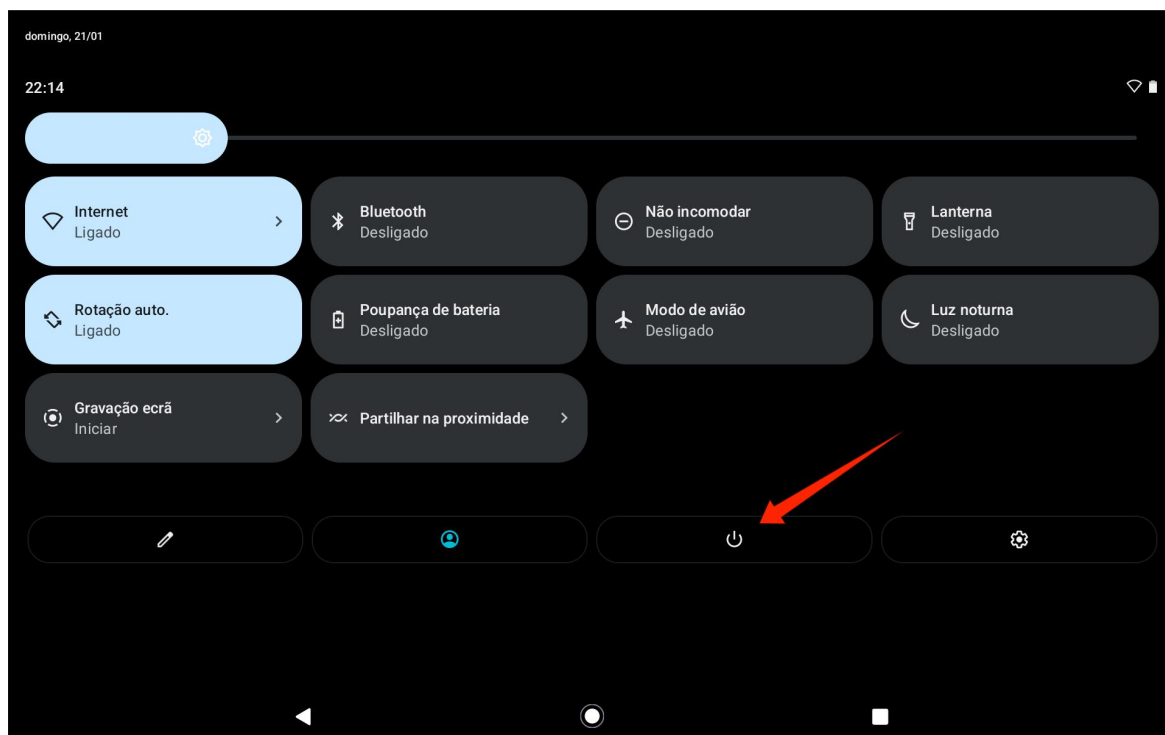 domingo, 21/01
22:14
Internet
Ligado
Bluetooth
Desligado
Não incomodar
Desligado
Lanterna
Desligado
Rotação auto.
Ligado
Poupança de bateria
Desligado
Modo de avião
Desligado
Luz noturna
Desligado
Gravação ecrã
Iniciar
Partilhar na proximidade